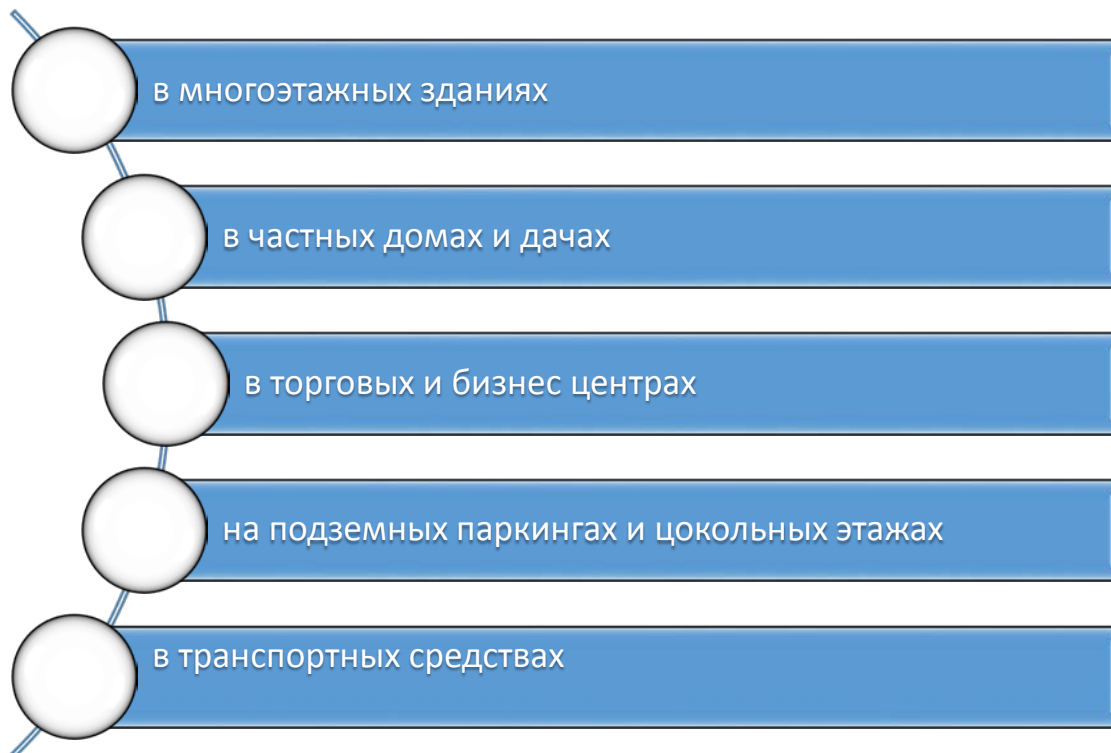 в многоэтажных зданиях
в частных домах и дачах
в торговых и бизнес центрах
на подземных паркингах и цокольных этажах
в транспортных средствах